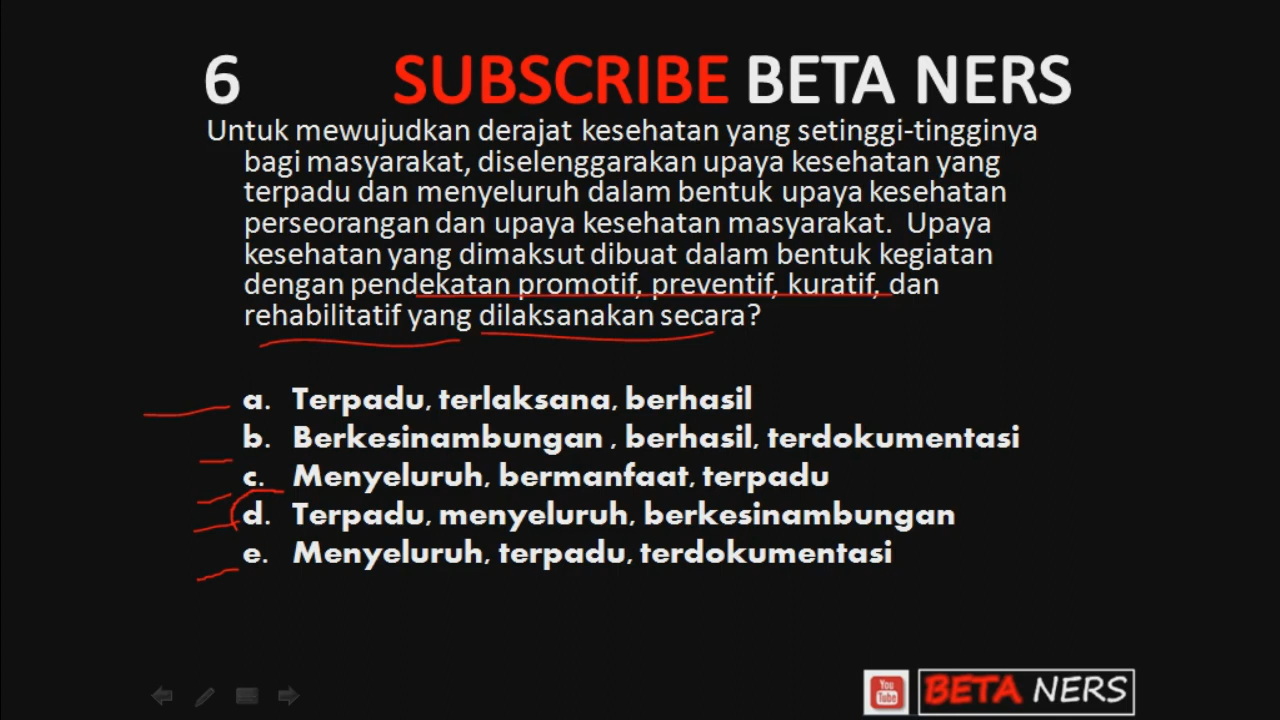 6 SUBSCRIBE BETA NERS
Untuk mewujudkan derajat kesehatan yang setinggi-tingginya
bagi masyarakat, diselenggarakan upaya kesehatan yang
terpadu dan menyeluruh dalam bentuk upaya kesehatan
perseorangan dan upaya kesehatan masyarakat. Upaya
kesehatan yang dimaksut dibuat dalam bentuk kegiatan
dengan pendekatan promotif, preventif, kuratif, dan
rehabilitatif yang dilaksanakan secara?
a. Terpadu, terlaksana, berhasil
b. Berkesinambungan , berhasil, terdokumentasi
c. Menyeluruh, bermanfaat, terpadu
d. Terpadu, menyeluruh, berkesinambungan
e. Menyeluruh, terpadu, terdokumentasi
You Tube BETA NERS